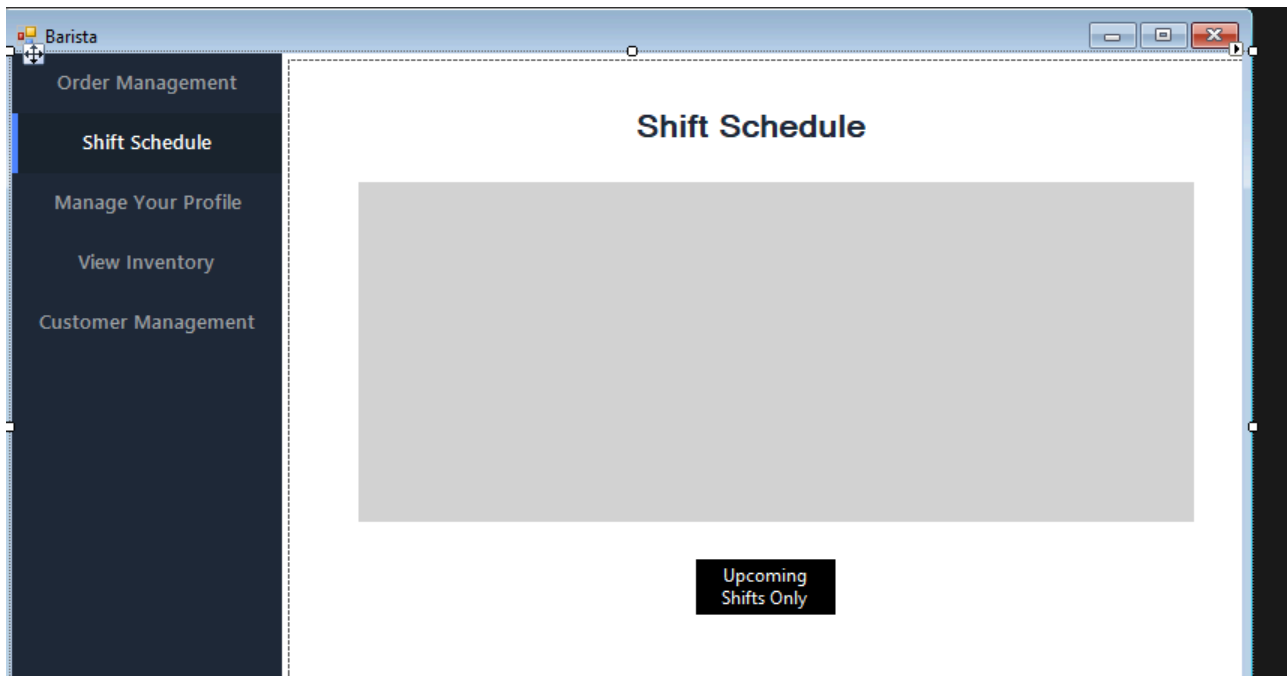 Barista
Order Management
Shift Schedule
Manage Your Profile
View Inventory
Customer Management
Shift Schedule
Upcoming
Shifts Only